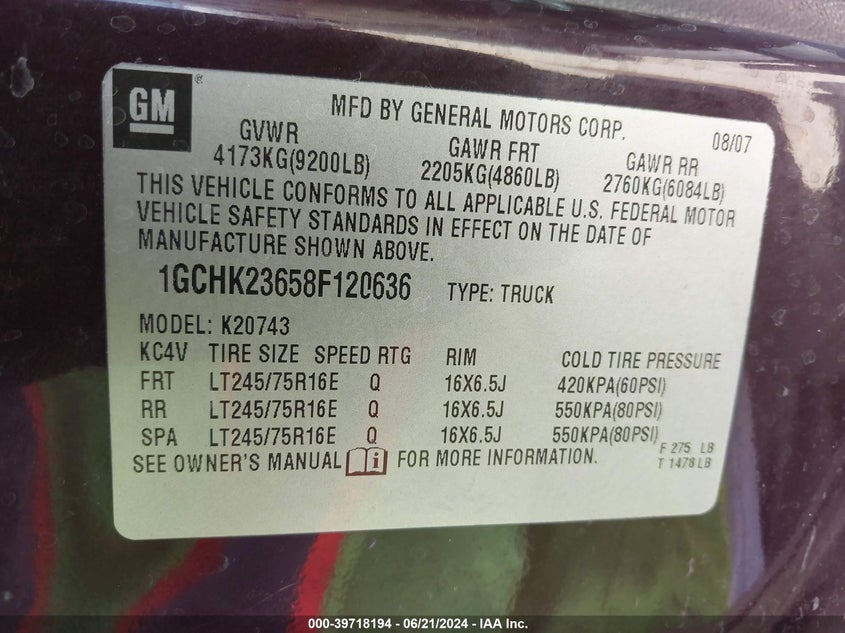 GM
®
MFD BY GENERAL MOTORS CORP. 08/07
GVWR GAWR FRT GAWR RR
4173KG(9200LB) 2205KG(4860LB) 2760KG(6084LB)
THIS VEHICLE CONFORMS TO ALL APPLICABLE U.S. FEDERAL MOTOR
VEHICLE SAFETY STANDARDS IN EFFECT ON THE DATE OF
MANUFACTURE SHOWN ABOVE.
1GCHK23658F120636 TYPE: TRUCK
MODEL: K20743
KC4V TIRE SIZE SPEED RTG RIM COLD TIRE PRESSURE
FRT LT245/75R16E Q 16X6.5J 420KPA(60PSI)
RR LT245/75R16E Q 16X6.5J 550KPA(80PSI)
SPA LT245/75R16E Q 16X6.5J 550KPA(80PSI)
F 275 LB
T 1478LB
SEE OWNER'S MANUAL i FOR MORE INFORMATION.
000-39718194 - 06/21/2024 - IAA Inc.